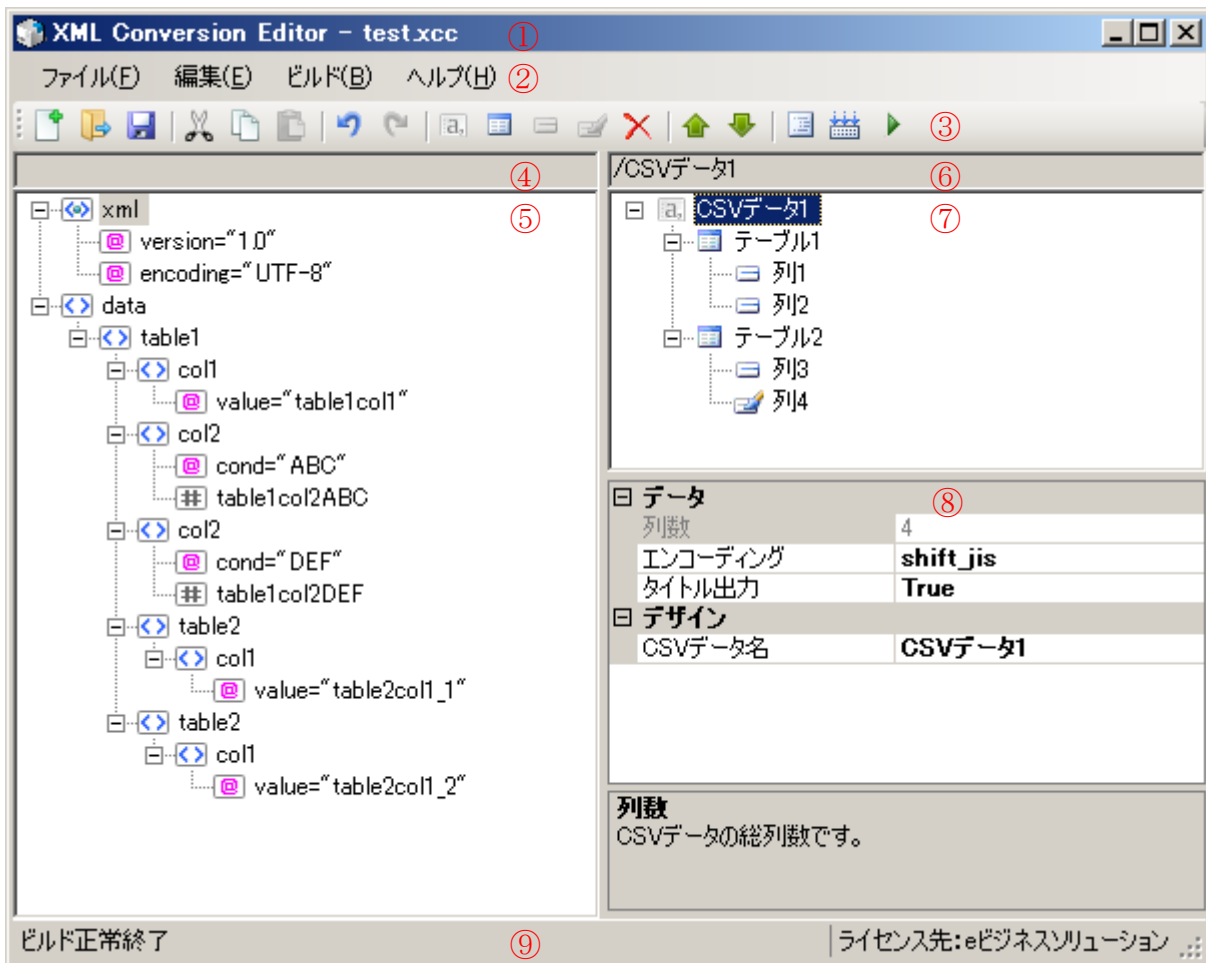 XML Conversion Editor - test.xcc ①
ファイル(F) 編集(E) ビルド(B) ヘルプ(H) ②
③
④
/CSVデータ1 ⑥
⑤
xml
version="1.0"
encoding="UTF-8"
data
table1
col1
value="table1col1"
col2
cond="ABC"
table1col2ABC
col2
cond="DEF"
table1col2DEF
table2
col1
value="table2col1_1"
table2
col1
value="table2col1_2"
⑦
CSVデータ1
テーブル1
列1
列2
テーブル2
列3
列4
データ ⑧
列数 4
エンコーディング shift_jis
タイトル出力 True
デザイン
CSVデータ名 CSVデータ1
列数
CSVデータの総列数です。
ビルド正常終了 ⑨ ライセンス先:eビジネスソリューション